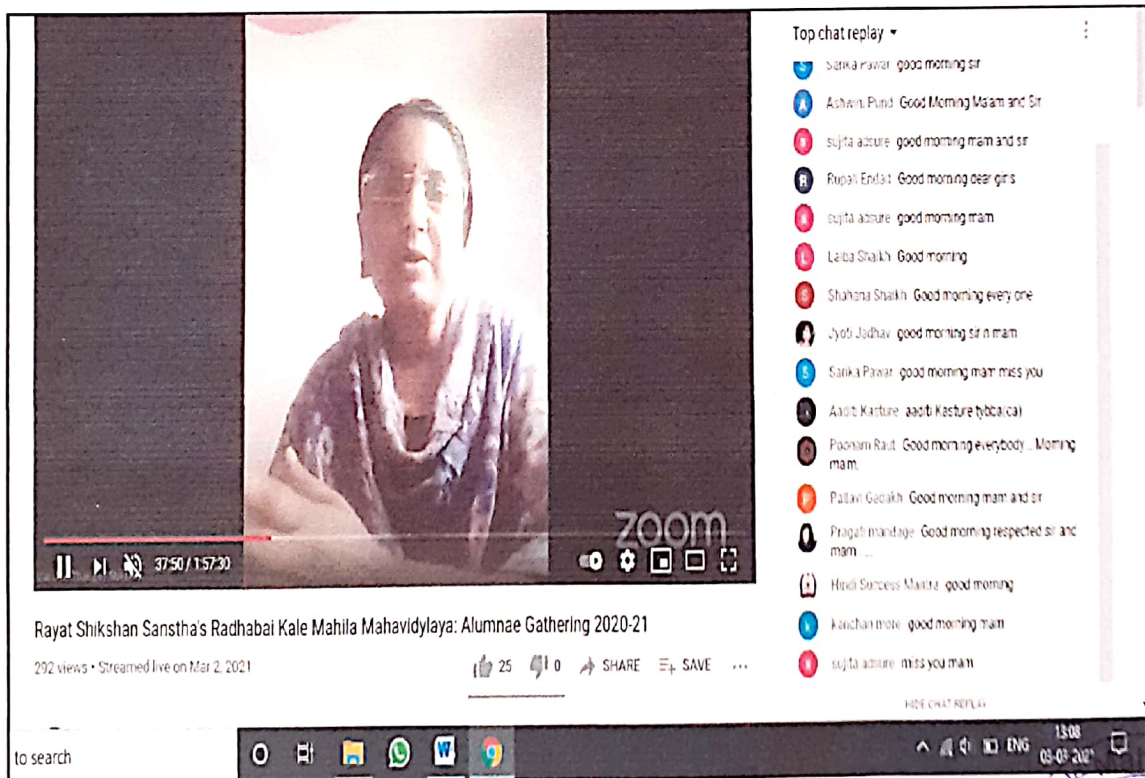 zoom
37:50 / 1:57:30
Rayat Shikshan Sanstha's Radhabai Kale Mahila Mahavidylaya: Alumnae Gathering 2020-21
292 views • Streamed live on Mar 2, 2021
25 0 SHARE SAVE ...
Top chat replay
Sarika Pawar good morning sir
Ashwini Pund Good Morning Ma'am and Sir
sujita adsure good morning mam and sir
Rupali Endait Good morning dear girls
sujita adsure good morning mam
Laiba Shaikh Good morning
Shahana Shaikh Good morning every one
Jyoti Jadhav good morning sir n mam
Sarika Pawar good morning mam miss you
Aaditi Kasture aaditi Kasture tybba(ca)
Poonam Raut Good morning everybody... Morning
mam.
Pallavi Gadakh Good morning mam and sir
Pragati mandage Good morning respected sir and
mam ....
Hindi Success Mantra good morning
kanchan more good morning mam
sujita adsure miss you mam
HIDE CHAT REPLAY
to search
ENG
13:08
03-03-2021